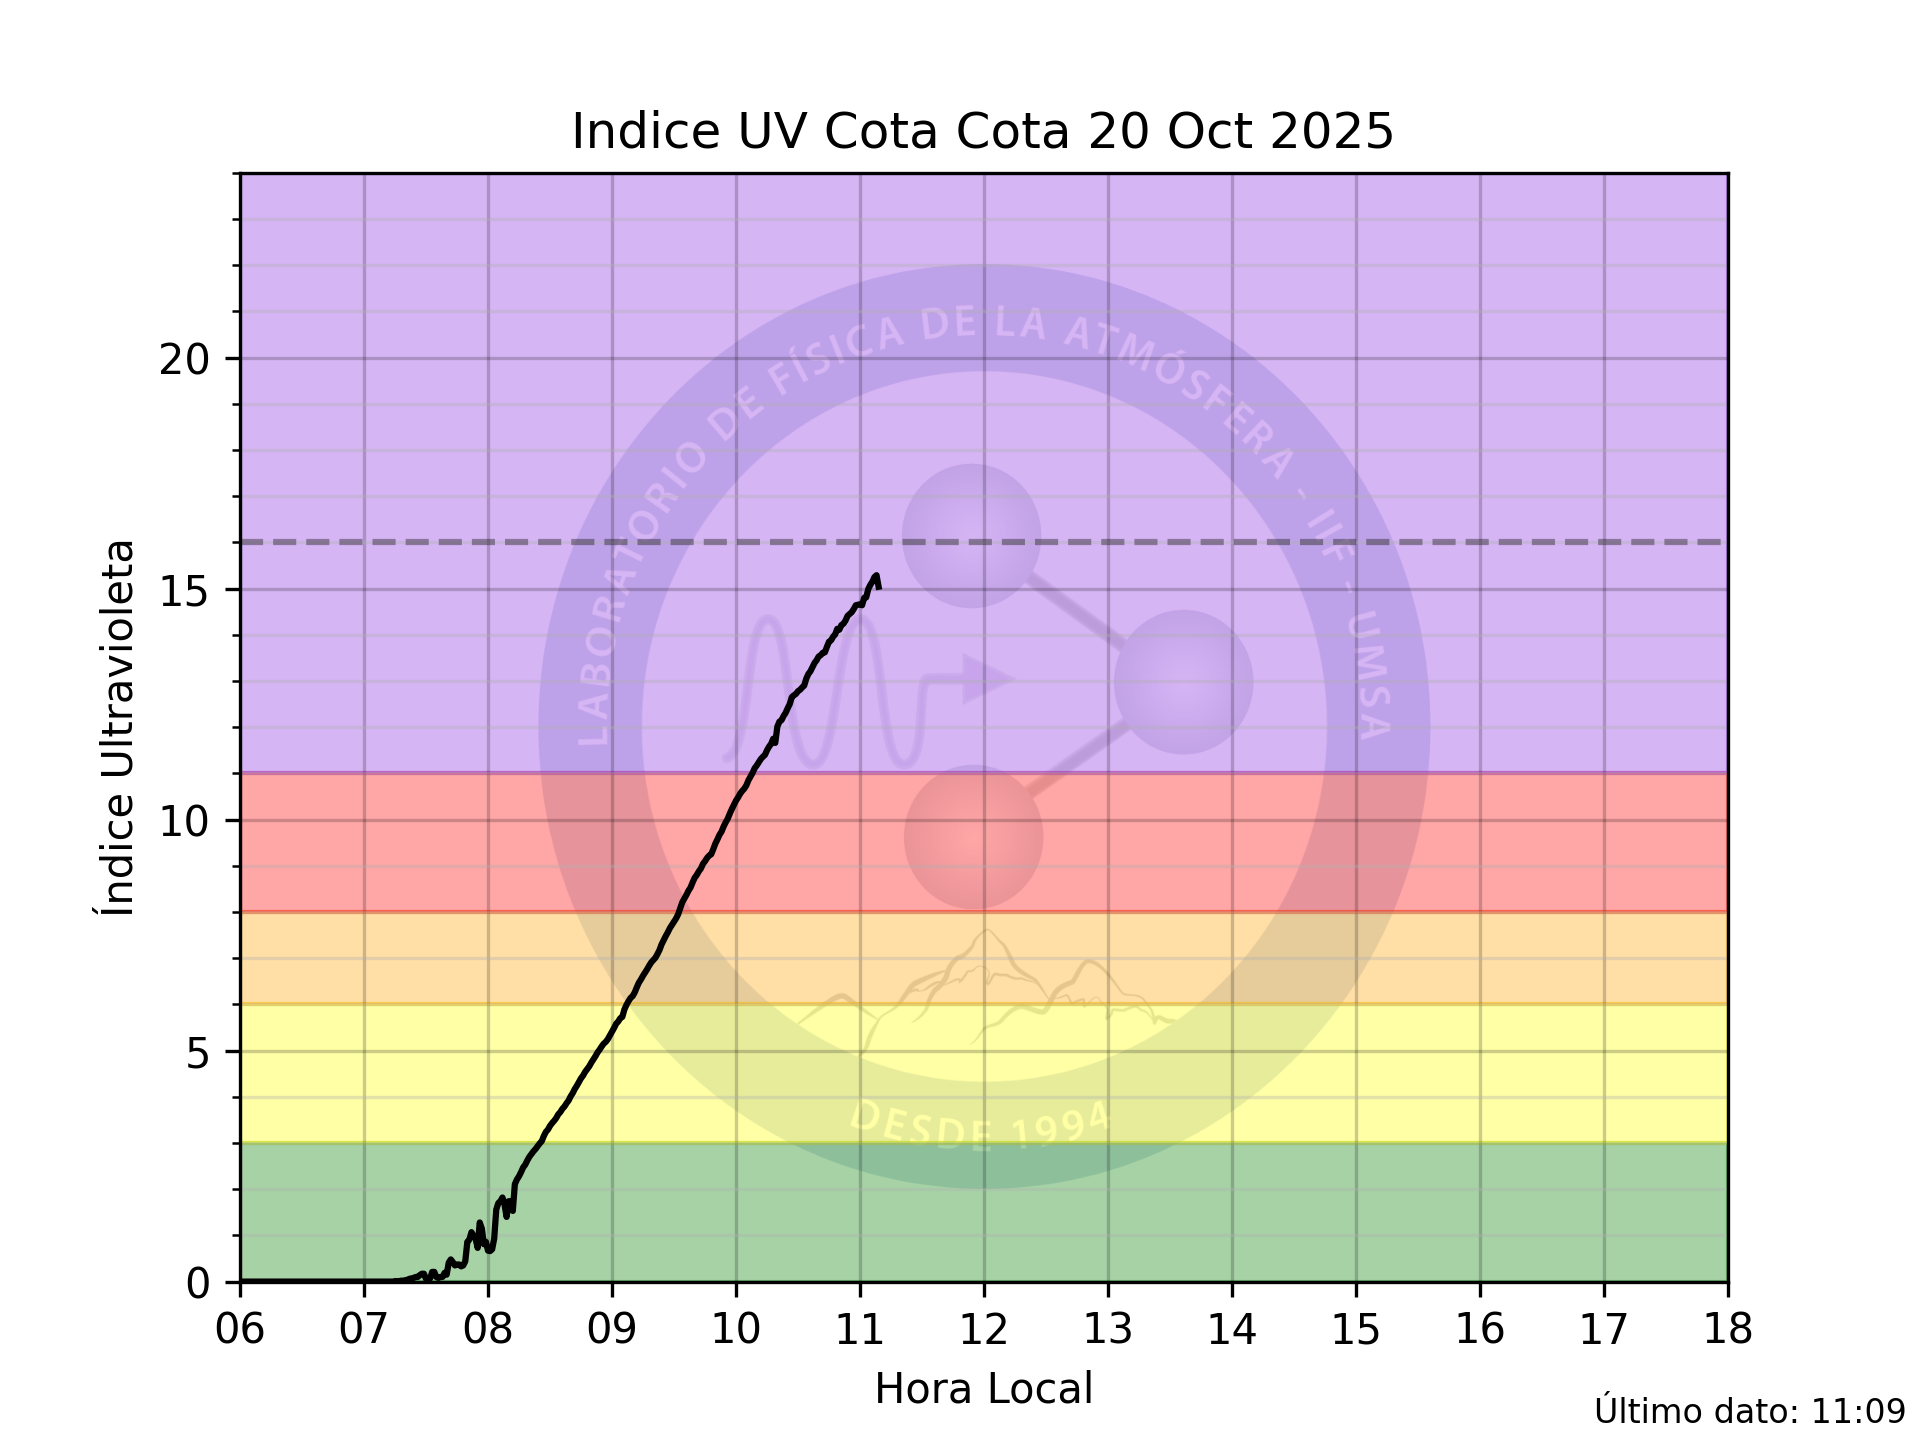 Indice UV Cota Cota 20 Oct 2025
LABORATORIO DE FÍSICA DE LA ATMÓSFERA - IIF - UMSA
20
15
10
5
0
Índice Ultravioleta
DESDE 1994
06 07 08 09 10 11 12 13 14 15 16 17 18
Hora Local
Último dato: 11:09